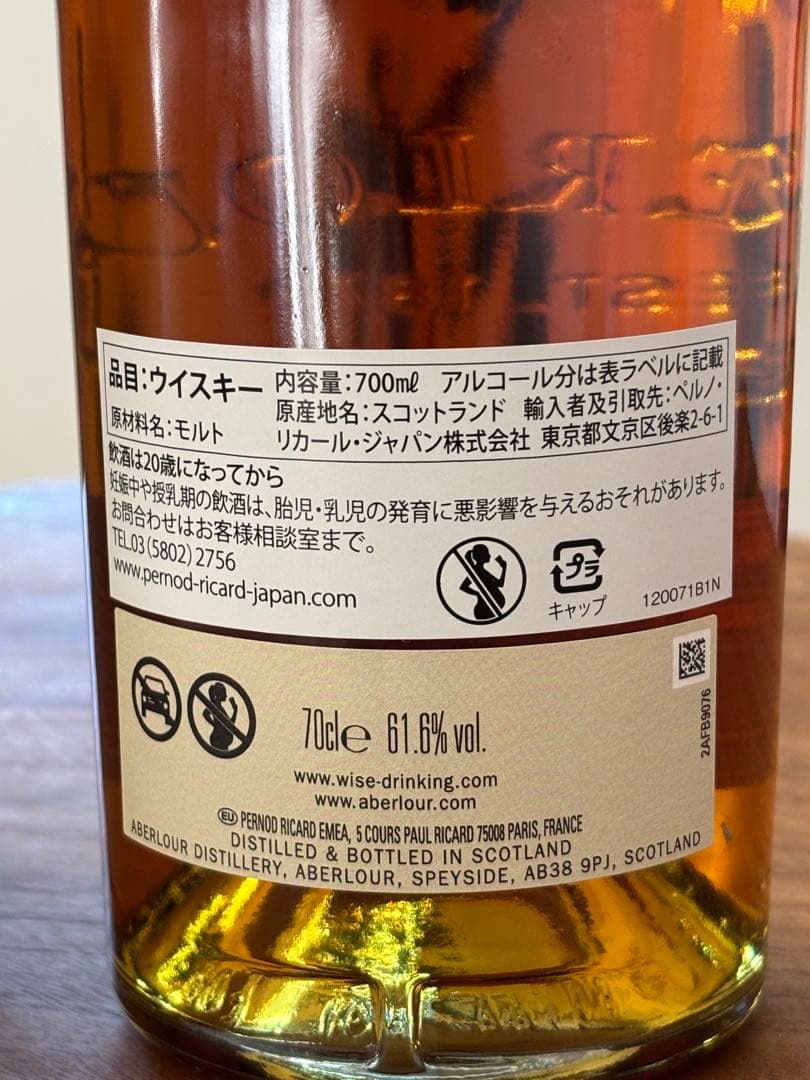 品目:ウイスキー 内容量:700mℓ アルコール分は表ラベルに記載
原材料名:モルト 原産地名:スコットランド 輸入者及引取先:ペルノ・
リカール・ジャパン株式会社 東京都文京区後楽2-6-1
飲酒は20歳になってから
妊娠中や授乳期の飲酒は、胎児・乳児の発育に悪影響を与えるおそれがあります。
お問合わせはお客様相談室まで。
TEL.03(5802)2756
www.pernod-ricard-japan.com
プラ
キャップ
120071B1N
70cl e 61.6% vol.
2AFB9076
www.wise-drinking.com
www.aberlour.com
EU PERNOD RICARD EMEA, 5 COURS PAUL RICARD 75008 PARIS, FRANCE
DISTILLED & BOTTLED IN SCOTLAND
ABERLOUR DISTILLERY, ABERLOUR, SPEYSIDE, AB38 9PJ, SCOTLAND